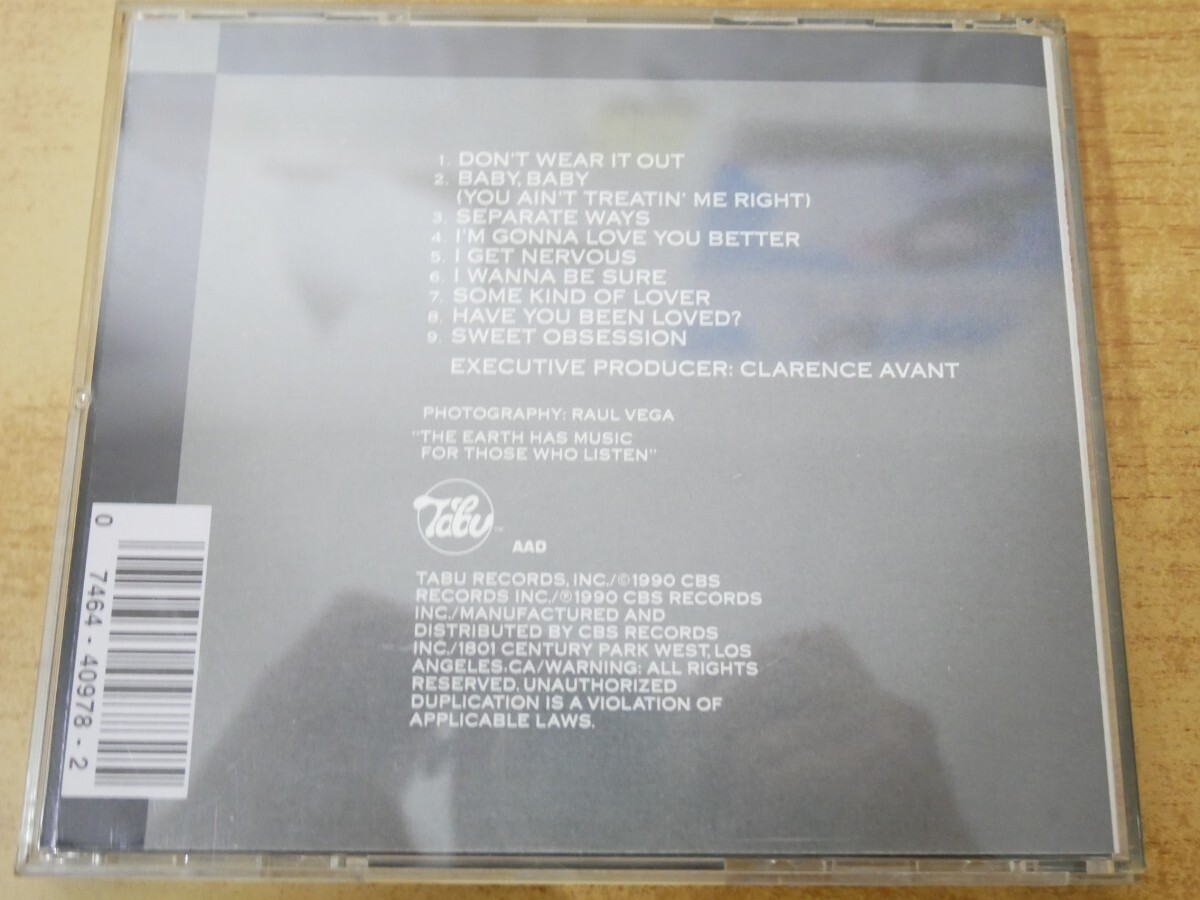 1. DON'T WEAR IT OUT
2. BABY, BABY
(YOU AIN'T TREATIN' ME RIGHT)
3. SEPARATE WAYS
4. I'M GONNA LOVE YOU BETTER
5. I GET NERVOUS
6. I WANNA BE SURE
7. SOME KIND OF LOVER
8. HAVE YOU BEEN LOVED?
9. SWEET OBSESSION
EXECUTIVE PRODUCER: CLARENCE AVANT
PHOTOGRAPHY: RAUL VEGA
"THE EARTH HAS MUSIC
FOR THOSE WHO LISTEN"
Tabu TM
AAD
TABU RECORDS, INC./©1990 CBS
RECORDS INC./℗1990 CBS RECORDS
INC./MANUFACTURED AND
DISTRIBUTED BY CBS RECORDS
INC./1801 CENTURY PARK WEST, LOS
ANGELES.CA/WARNING: ALL RIGHTS
RESERVED. UNAUTHORIZED
DUPLICATION IS A VIOLATION OF
APPLICABLE LAWS.
0 7464-40978-2